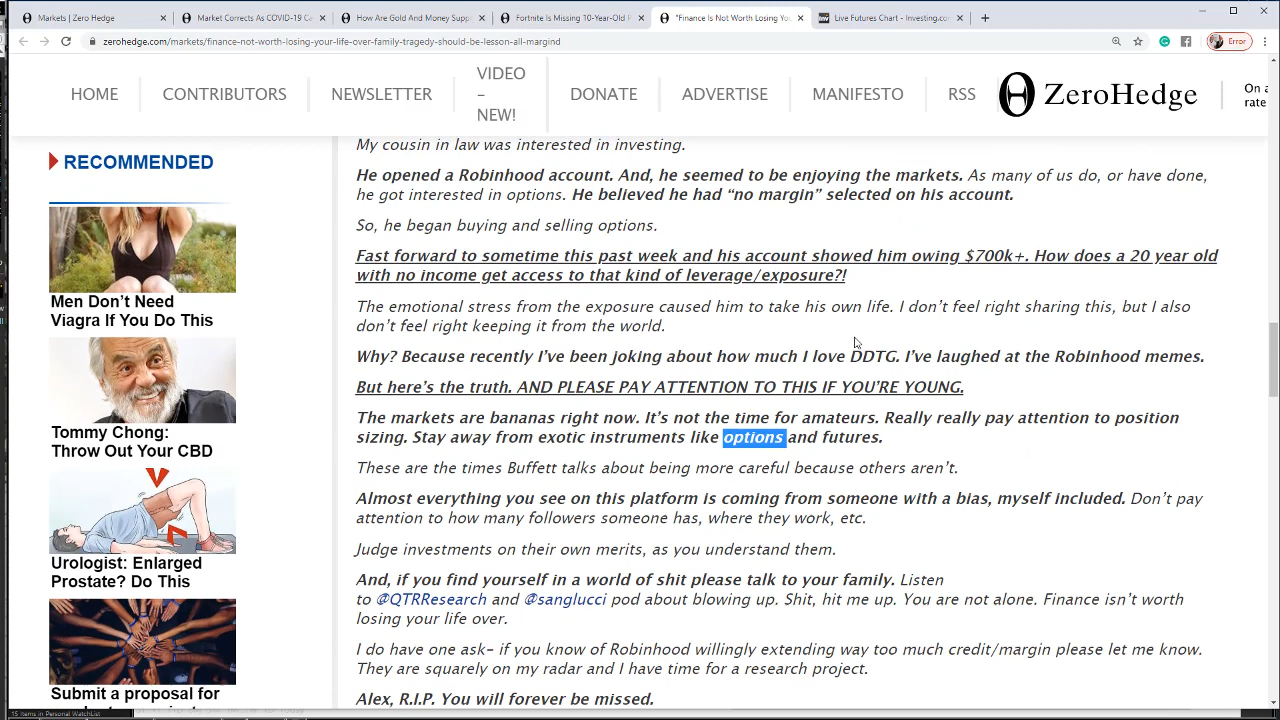 Markets | Zero Hedge
Market Corrects As COVID-19 Ca
How Are Gold And Money Supp
Fortnite Is Missing 10-Year-Old
"Finance Is Not Worth Losing You
Live Futures Chart - Investing.co
zerohedge.com/markets/finance-not-worth-losing-your-life-over-family-tragedy-should-be-lesson-all-margind
Error
HOME
CONTRIBUTORS
NEWSLETTER
VIDEO
–
NEW!
DONATE
ADVERTISE
MANIFESTO
RSS
ZeroHedge
On a
rate
RECOMMENDED
Men Don't Need
Viagra If You Do This
Tommy Chong:
Throw Out Your CBD
Urologist: Enlarged
Prostate? Do This
Submit a proposal for
My cousin in law was interested in investing.
He opened a Robinhood account. And, he seemed to be enjoying the markets. As many of us do, or have done,
he got interested in options. He believed he had “no margin” selected on his account.
So, he began buying and selling options.
Fast forward to sometime this past week and his account showed him owing $700k+. How does a 20 year old
with no income get access to that kind of leverage/exposure?!
The emotional stress from the exposure caused him to take his own life. I don’t feel right sharing this, but I also
don’t feel right keeping it from the world.
Why? Because recently I’ve been joking about how much I love DDTG. I’ve laughed at the Robinhood memes.
But here’s the truth. AND PLEASE PAY ATTENTION TO THIS IF YOU’RE YOUNG.
The markets are bananas right now. It’s not the time for amateurs. Really really pay attention to position
sizing. Stay away from exotic instruments like options and futures.
These are the times Buffett talks about being more careful because others aren’t.
Almost everything you see on this platform is coming from someone with a bias, myself included. Don’t pay
attention to how many followers someone has, where they work, etc.
Judge investments on their own merits, as you understand them.
And, if you find yourself in a world of shit please talk to your family. Listen
to @QTRResearch and @sanglucci pod about blowing up. Shit, hit me up. You are not alone. Finance isn’t worth
losing your life over.
I do have one ask– if you know of Robinhood willingly extending way too much credit/margin please let me know.
They are squarely on my radar and I have time for a research project.
Alex, R.I.P. You will forever be missed.
15 Items in Personal WatchList